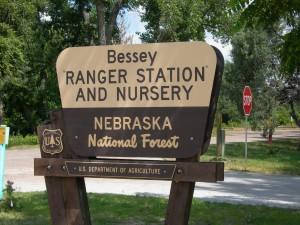 Bessey
RANGER STATION
AND NURSERY
NEBRASKA
National Forest
U S
U.S. DEPARTMENT OF AGRICULTURE
STOP